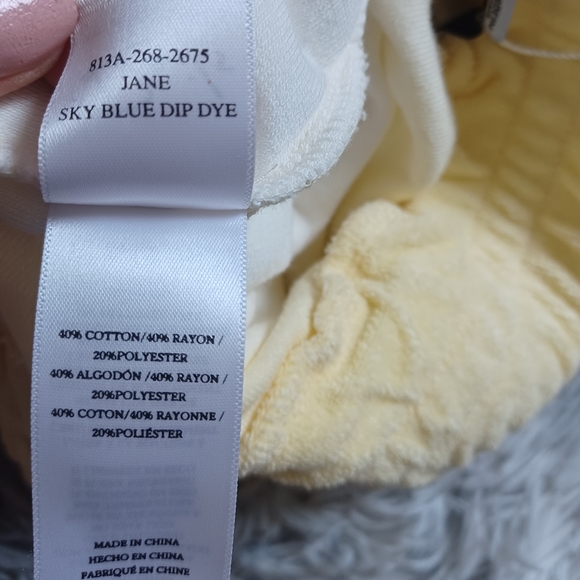 813A-268-2675
JANE
SKY BLUE DIP DYE
40% COTTON/40% RAYON /
20%POLYESTER
40% ALGODÓN /40% RAYON /
20%POLYESTER
40% COTON/40% RAYONNE /
20%POLIÉSTER
MADE IN CHINA
HECHO EN CHINA
FABRIQUÉ EN CHINE